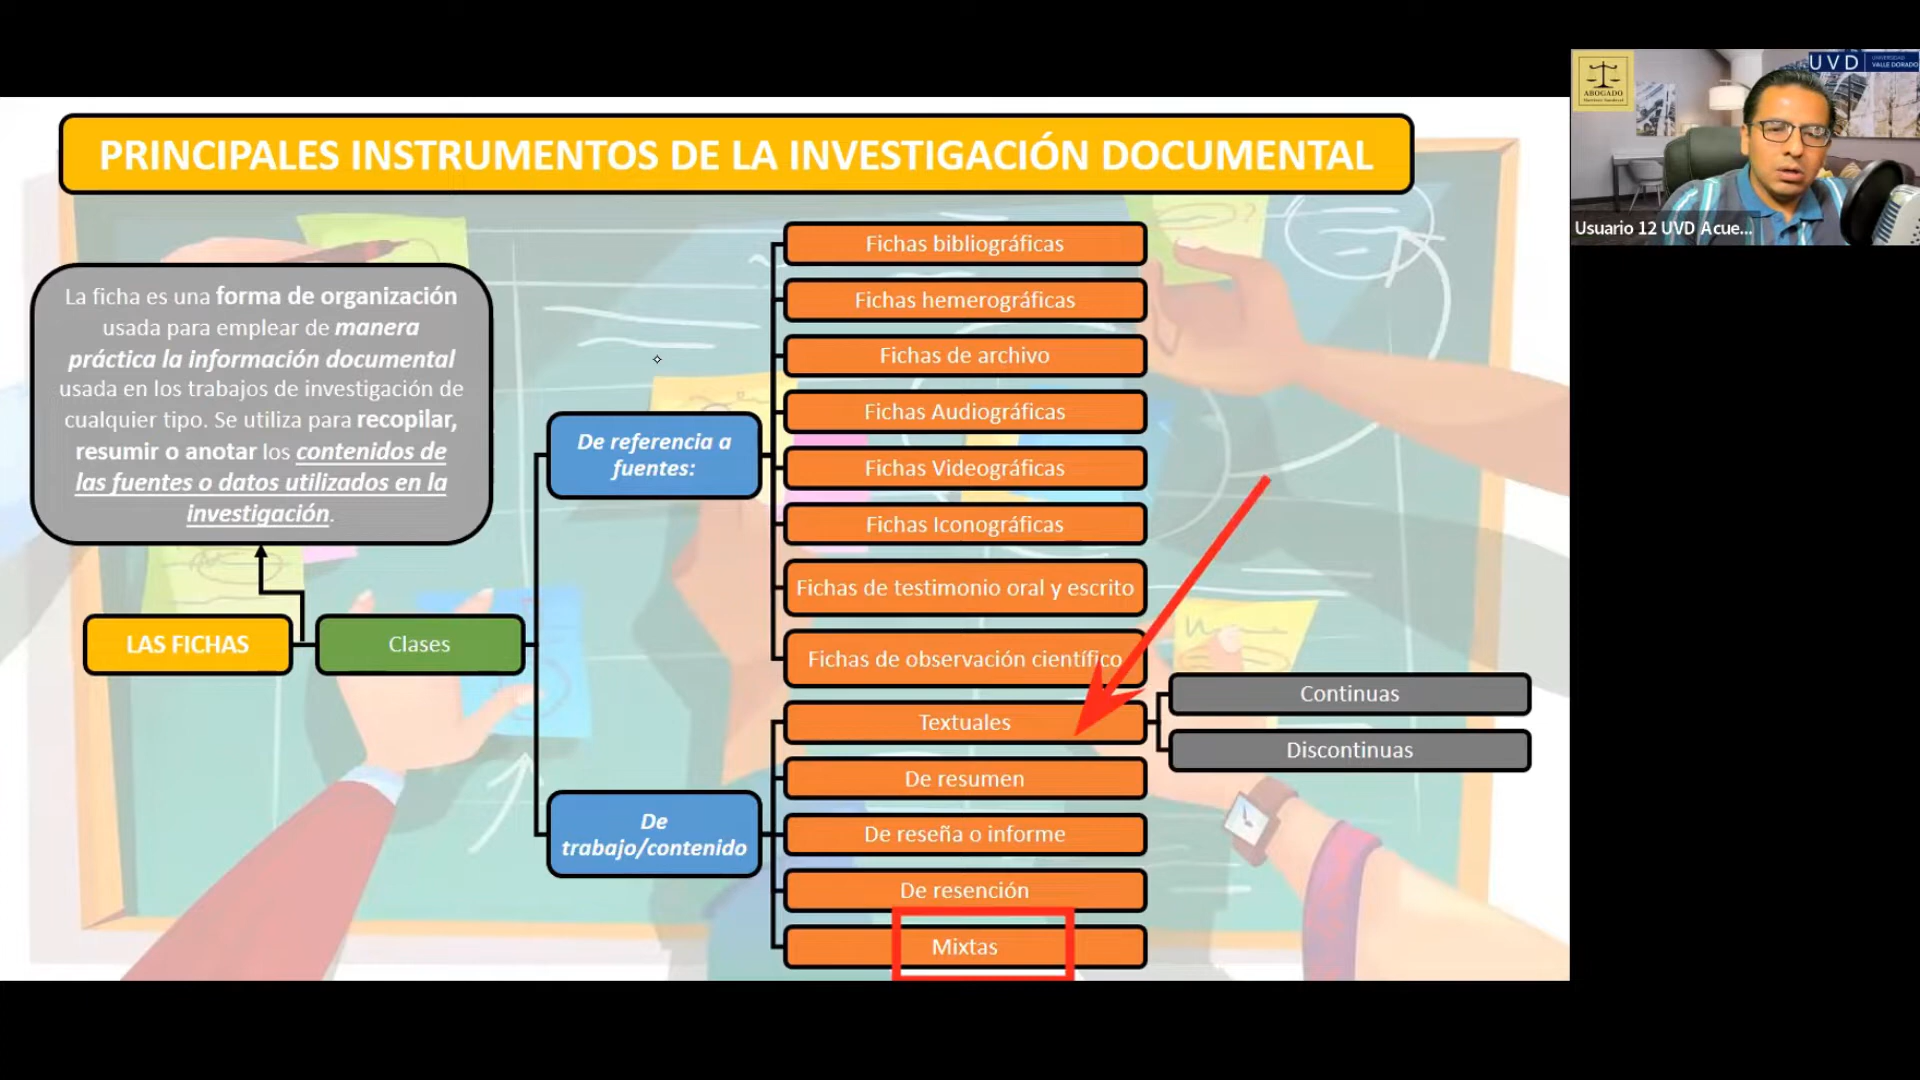 PRINCIPALES INSTRUMENTOS DE LA INVESTIGACIÓN DOCUMENTAL
La ficha es una forma de organización
usada para emplear de manera
práctica la información documental
usada en los trabajos de investigación de
cualquier tipo. Se utiliza para recopilar,
resumir o anotar los contenidos de
las fuentes o datos utilizados en la
investigación.
LAS FICHAS
Clases
De referencia a
fuentes:
Fichas bibliográficas
Fichas hemerográficas
Fichas de archivo
Fichas Audiográficas
Fichas Videográficas
Fichas Iconográficas
Fichas de testimonio oral y escrito
Fichas de observación científico
De
trabajo/contenido
Textuales
Continuas
Discontinuas
De resumen
De reseña o informe
De resención
Mixtas
ABOGADO
UVD
UNIVERSIDAD
VALLE DORADO
Usuario 12 UVD Acue...